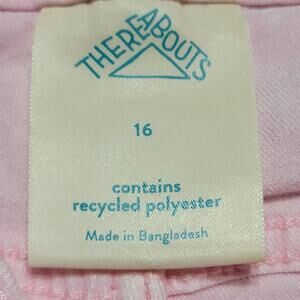 THEREABOUTS
16
contains
recycled polyester
Made in Bangladesh